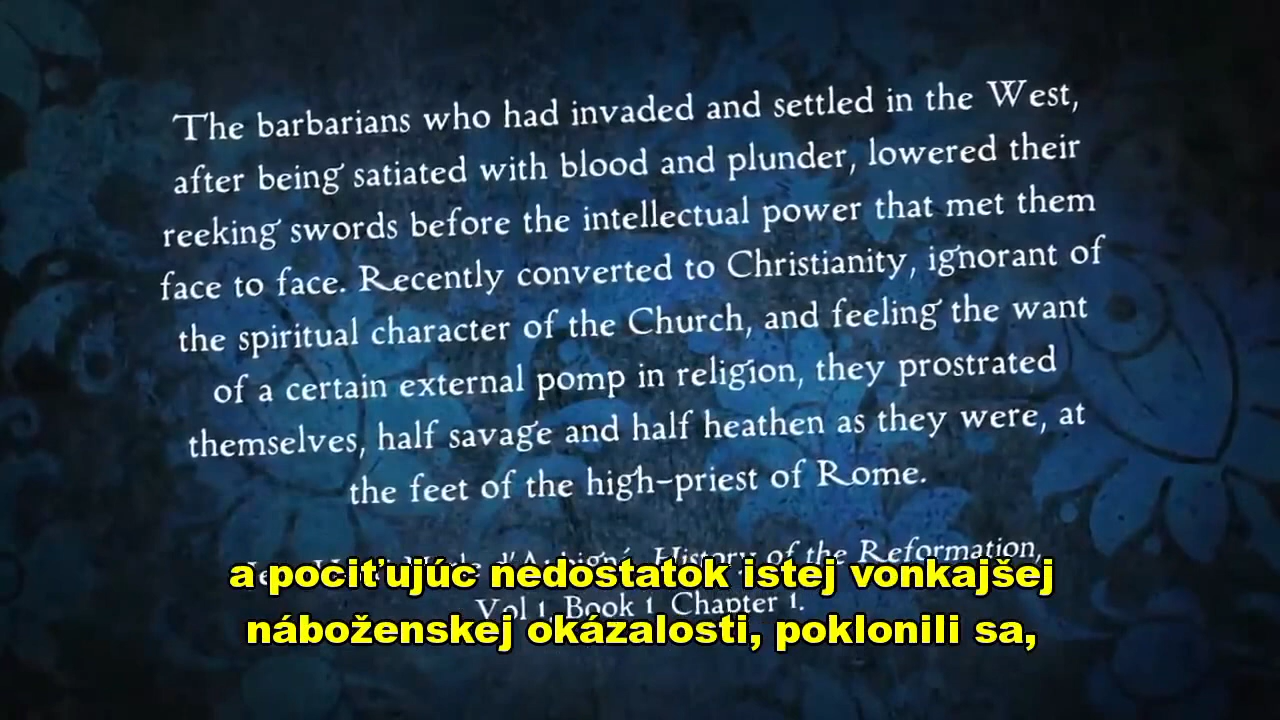 The barbarians who had invaded and settled in the West,
after being satiated with blood and plunder, lowered their
reeking swords before the intellectual power that met them
face to face. Recently converted to Christianity, ignorant of
the spiritual character of the Church, and feeling the want
of a certain external pomp in religion, they prostrated
themselves, half savage and half heathen as they were, at
the feet of the high-priest of Rome.
d'Aubigné, History of the Reformation,
a pociťujúc nedostatok istej vonkajšej
Vol 1, Book 1, Chapter 1.
náboženskej okázalosti, poklonili sa,